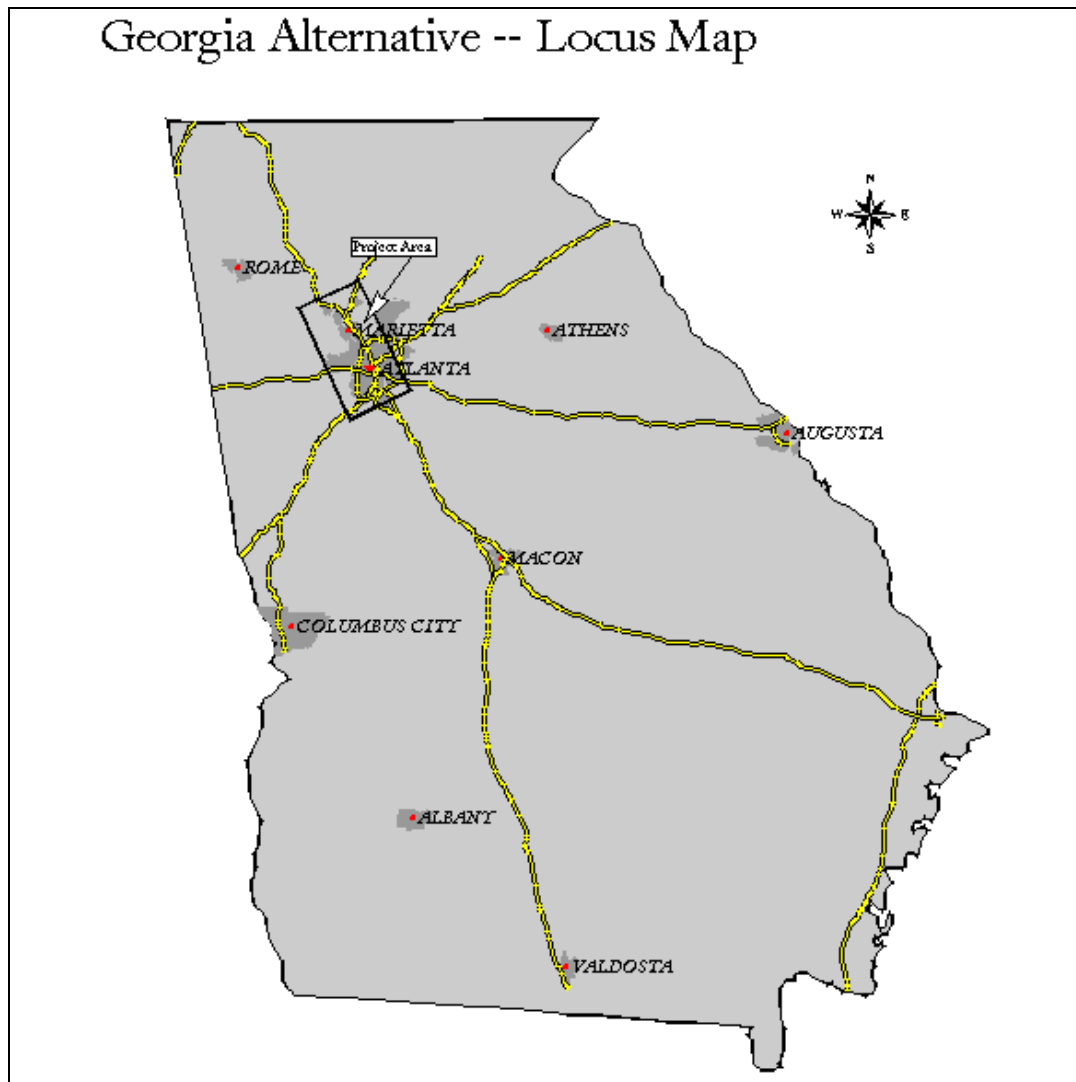 Georgia Alternative -- Locus Map
N
W E
S
Project Area
ROME
MARIETTA
ATHENS
ATLANTA
AUGUSTA
MACON
COLUMBUS CITY
ALBANY
VALDOSTA